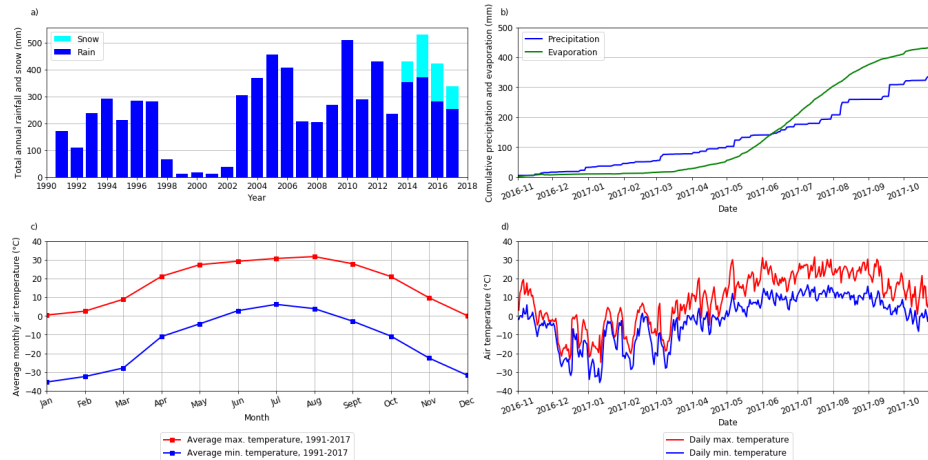 a)
Total annual rainfall and snow (mm)
500
400
300
200
100
0
Snow
Rain
1990 1992 1994 1996 1998 2000 2002 2004 2006 2008 2010 2012 2014 2016 2018
Year
b)
Cumulative precipitation and evaporation (mm)
500
400
300
200
100
0
Precipitation
Evaporation
2016-11 2016-12 2017-01 2017-02 2017-03 2017-04 2017-05 2017-06 2017-07 2017-08 2017-09 2017-10
Date
c)
Average monthly air temperature (°C)
40
30
20
10
0
−10
−20
−30
−40
Jan Feb Mar Apr May Jun Jul Aug Sept Oct Nov Dec
Month
Average max. temperature, 1991-2017
Average min. temperature, 1991-2017
d)
Air temperature (°C)
40
30
20
10
0
−10
−20
−30
−40
2016-11 2016-12 2017-01 2017-02 2017-03 2017-04 2017-05 2017-06 2017-07 2017-08 2017-09 2017-10
Date
Daily max. temperature
Daily min. temperature